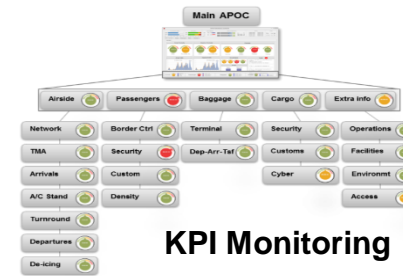 Main APOC
Airside Passengers Baggage Cargo Extra Info
Network Border Ctrl Terminal Security Operations
TMA Security Dep-Arr-Tsf Customs Facilities
Arrivals Custom Cyber Environmt
A/C Stand Density Access
Turnround
Departures
De-icing
KPI Monitoring